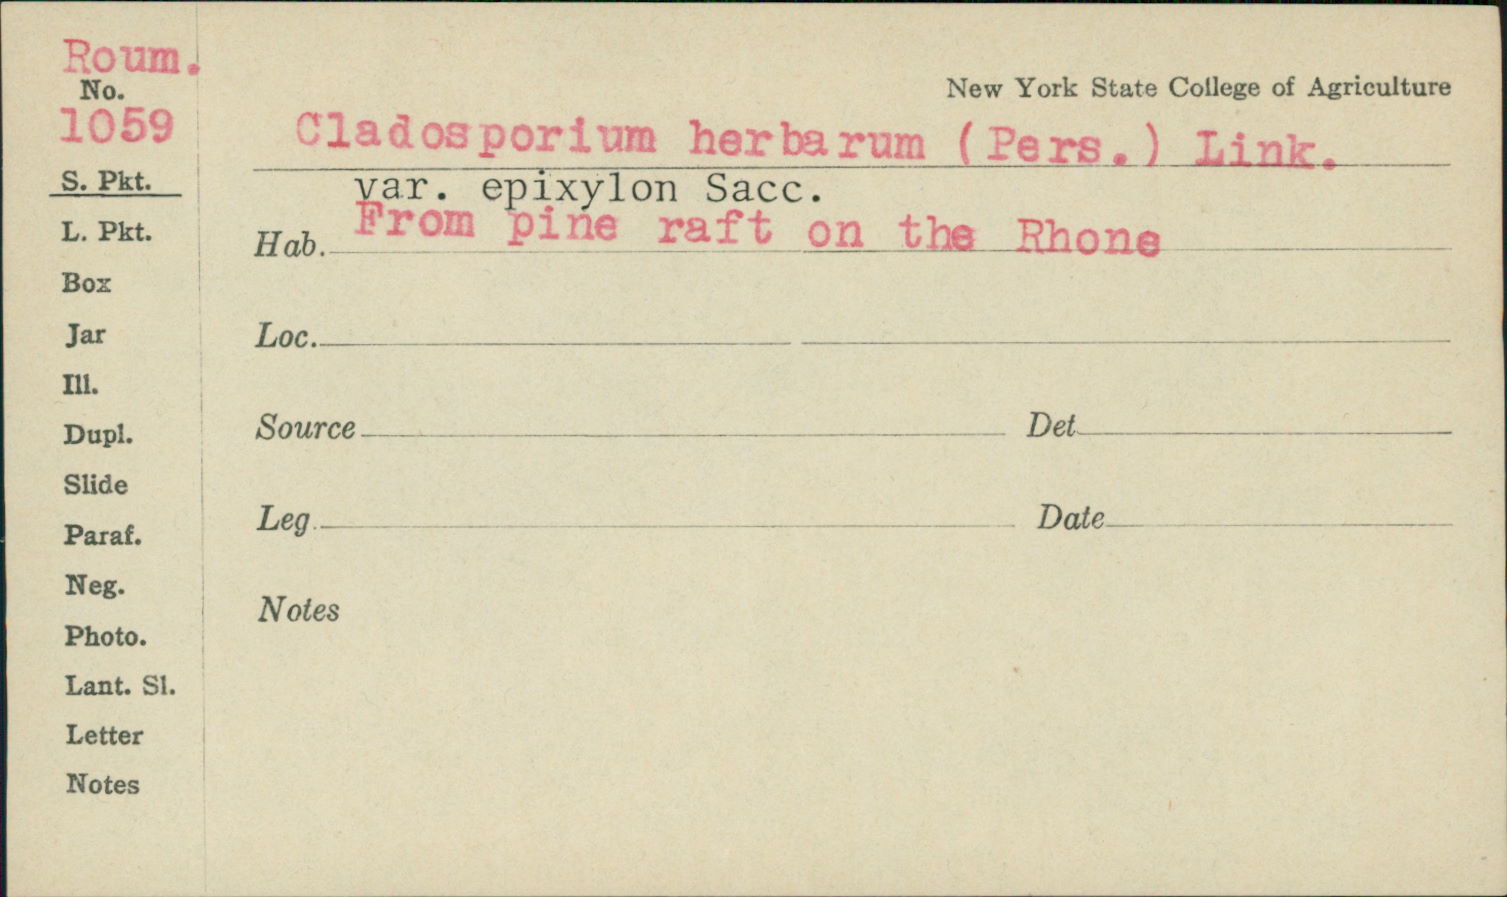 Roum.
No.
1059
S. Pkt.
L. Pkt.
Box
Jar
Ill.
Dupl.
Slide
Paraf.
Neg.
Photo.
Lant. Sl.
Letter
Notes
New York State College of Agriculture
Cladosporium herbarum (Pers.) Link.
var. epixylon Sacc.
Hab. From pine raft on the Rhone
Loc.
Source Det
Leg. Date
Notes